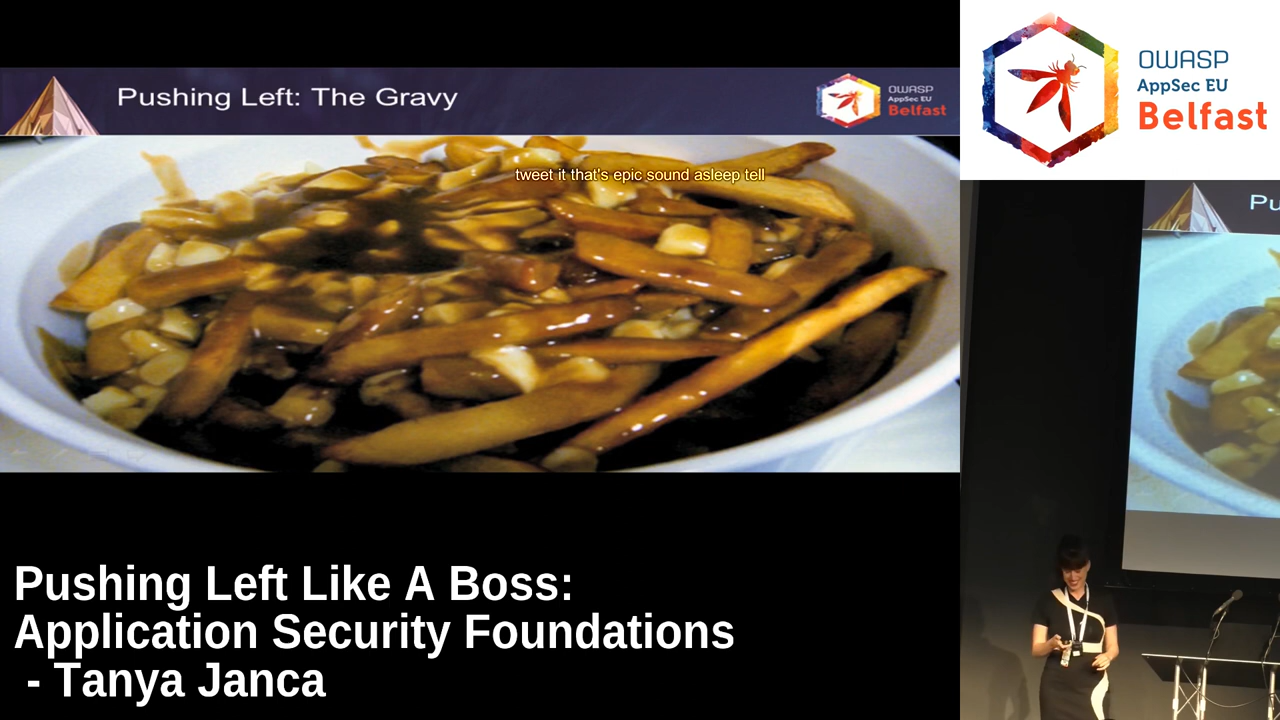 Pushing Left: The Gravy
OWASP
AppSec EU
Belfast
tweet it that's epic sound asleep tell
OWASP
AppSec EU
Belfast
Pu
Pushing Left Like A Boss:
Application Security Foundations
- Tanya Janca